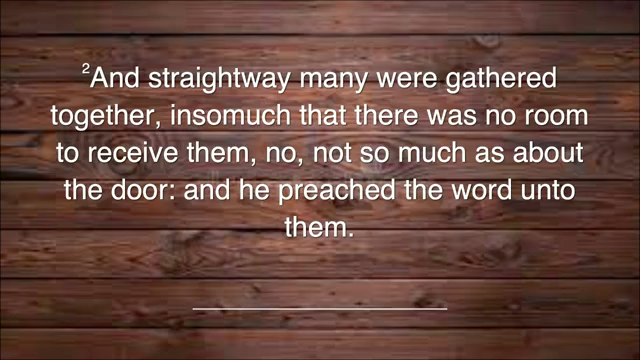 ²And straightway many were gathered
together, insomuch that there was no room
to receive them, no, not so much as about
the door: and he preached the word unto
them.